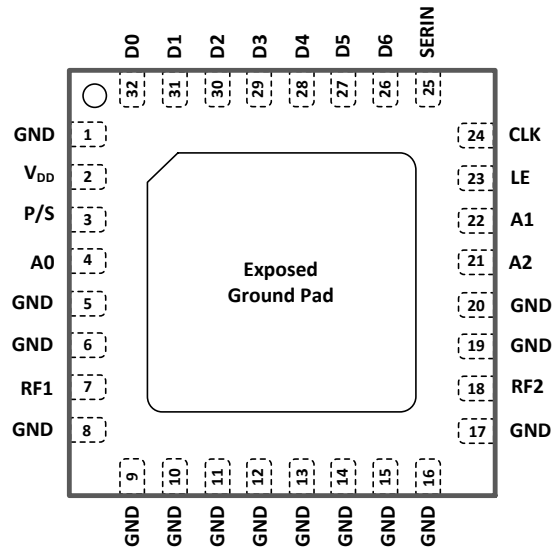 D0 D1 D2 D3 D4 D5 D6 SERIN
32 31 30 29 28 27 26 25
GND 1 24 CLK
VDD 2 23 LE
P/S 3 22 A1
A0 4 21 A2
GND 5 20 GND
GND 6 19 GND
RF1 7 18 RF2
GND 8 17 GND
Exposed
Ground Pad
9 10 11 12 13 14 15 16
GND GND GND GND GND GND GND GND